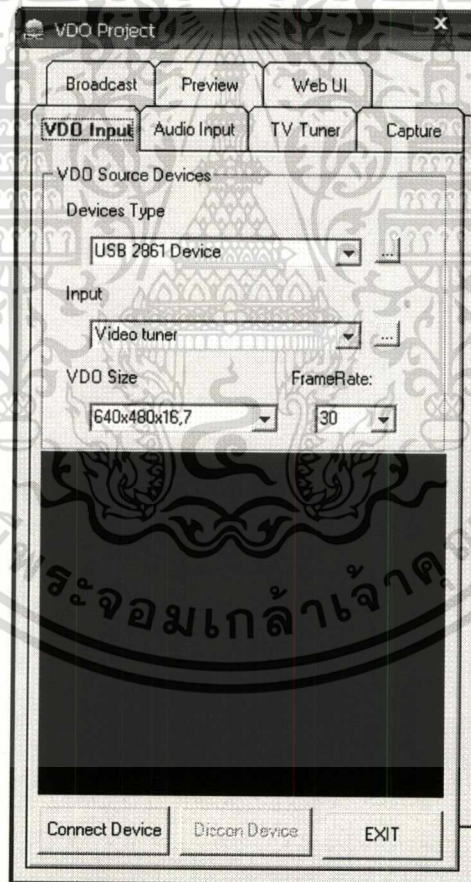 VDO Project
x
Broadcast Preview Web UI
VDO Input Audio Input TV Tuner Capture
VDO Source Devices
Devices Type
USB 2861 Device
...
Input
Video tuner
...
VDO Size FrameRate:
640x480x16,7 30
พระจอมเกล้าเจ้าคุ
Connect Device Discon Device EXIT